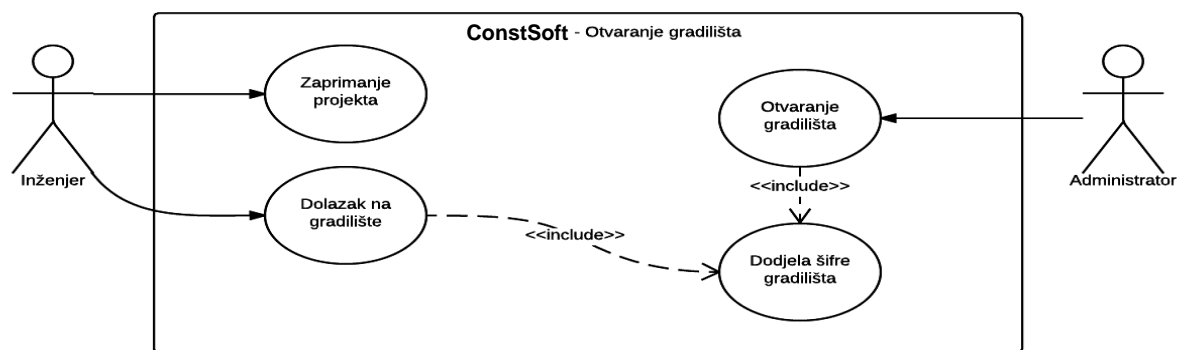 ConstSoft - Otvaranje gradilišta
Zaprimanje
projekta
Otvaranje
gradilišta
Inženjer
Administrator
<<include>>
Dolazak na
gradilište
<<include>>
Dodjela šifre
gradilišta